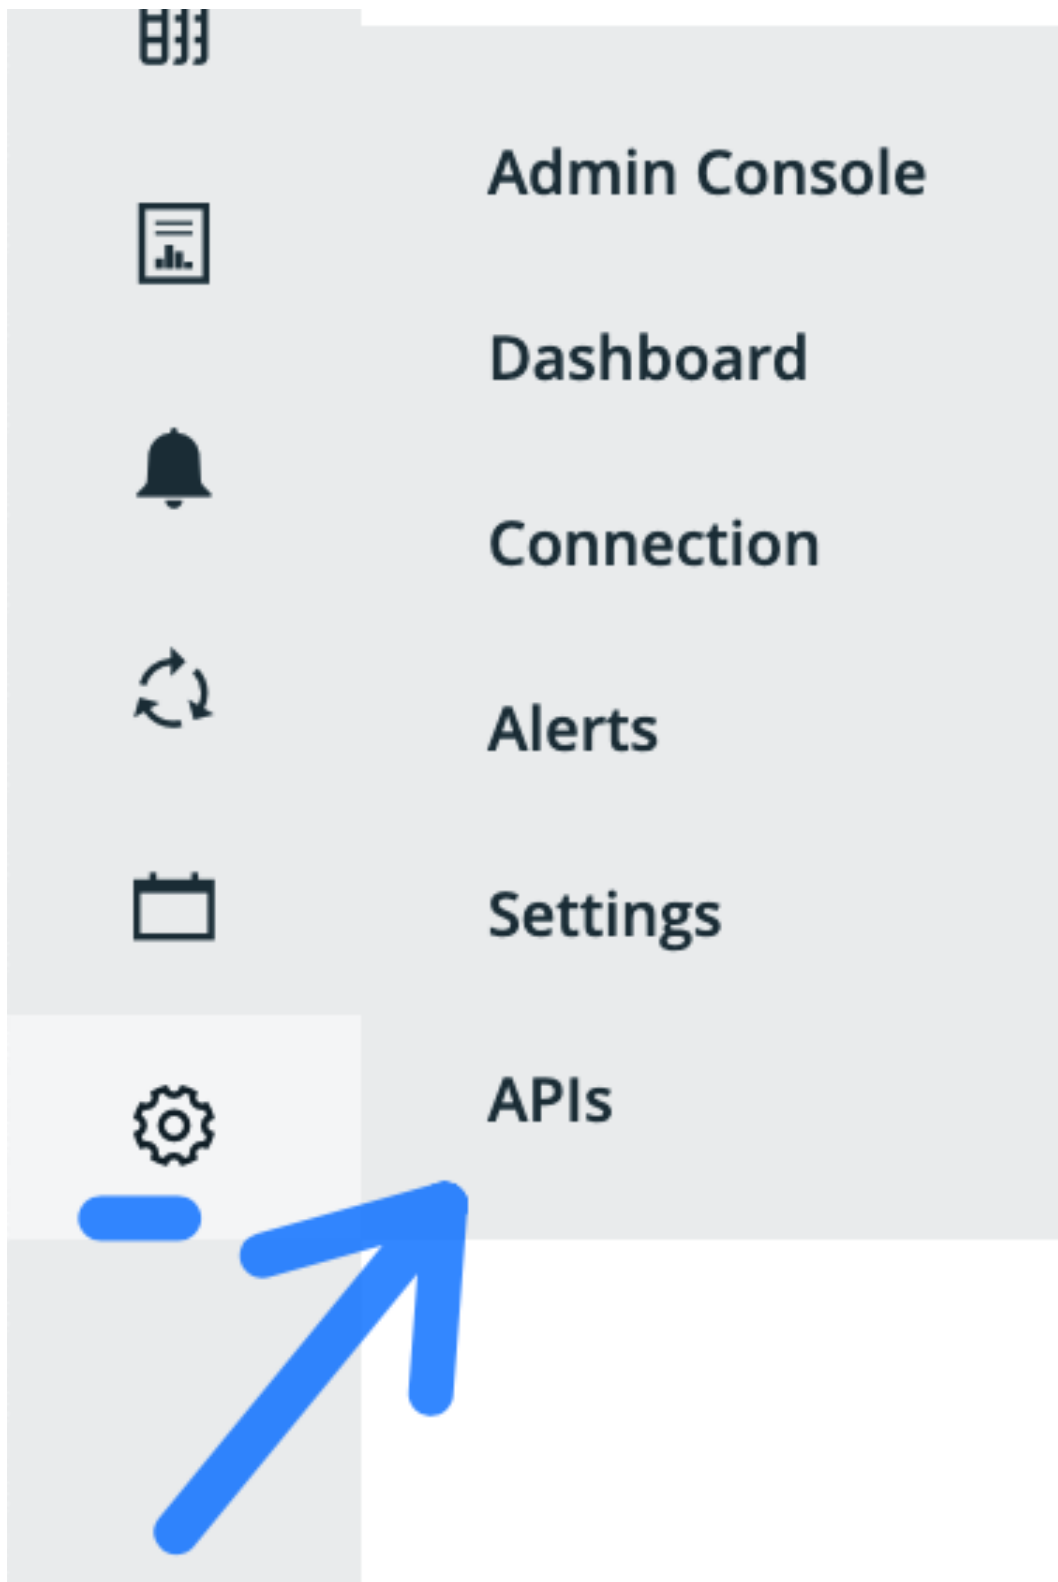 Admin Console
Dashboard
Connection
Alerts
Settings
APIs